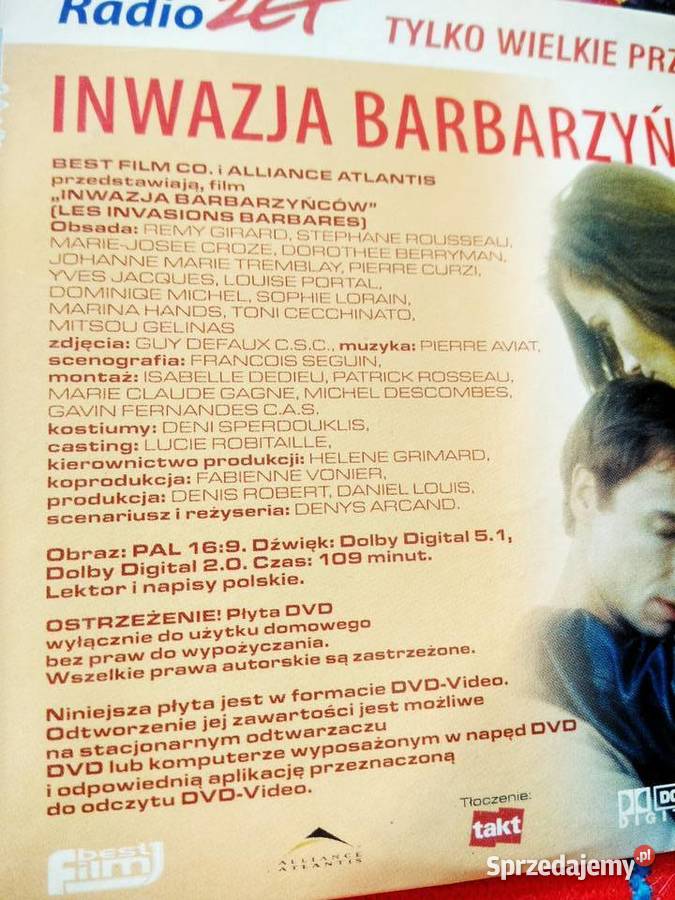 Radio ZET
TYLKO WIELKIE PRZ
INWAZJA BARBARZYŃ
BEST FILM CO. i ALLIANCE ATLANTIS
przedstawiają, film
„INWAZJA BARBARZYŃCÓW"
(LES INVASIONS BARBARES)
Obsada: REMY GIRARD, STEPHANE ROUSSEAU,
MARIE-JOSEE CROZE, DOROTHEE BERRYMAN,
JOHANNE MARIE TREMBLAY, PIERRE CURZI,
YVES JACQUES, LOUISE PORTAL,
DOMINIQE MICHEL, SOPHIE LORAIN,
MARINA HANDS, TONI CECCHINATO,
MITSOU GELINAS
zdjęcia: GUY DEFAUX C.S.C., muzyka: PIERRE AVIAT,
scenografia: FRANCOIS SEGUIN,
montaż: ISABELLE DEDIEU, PATRICK ROSSEAU,
MARIE CLAUDE GAGNE, MICHEL DESCOMBES,
GAVIN FERNANDES C.A.S.
kostiumy: DENI SPERDOUKLIS,
casting: LUCIE ROBITAILLE,
kierownictwo produkcji: HELENE GRIMARD,
koprodukcja: FABIENNE VONIER,
produkcja: DENIS ROBERT, DANIEL LOUIS,
scenariusz i reżyseria: DENYS ARCAND.
Obraz: PAL 16:9. Dźwięk: Dolby Digital 5.1,
Dolby Digital 2.0. Czas: 109 minut.
Lektor i napisy polskie.
OSTRZEŻENIE! Płyta DVD
wyłącznie do użytku domowego
bez praw do wypożyczania.
Wszelkie prawa autorskie są zastrzeżone.
Niniejsza płyta jest w formacie DVD-Video.
Odtworzenie jej zawartości jest możliwe
na stacjonarnym odtwarzaczu
DVD lub komputerze wyposażonym w napęd DVD
i odpowiednią aplikację przeznaczoną
do odczytu DVD-Video.
Tłoczenie:
takt
best
Film
ALLIANCE
ATLANTIS
DO
DIGI
Sprzedajemy.pl